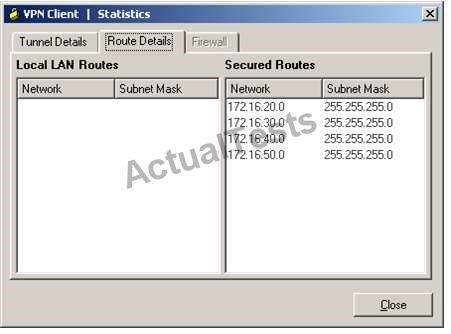 VPN Client | Statistics
Tunnel Details Route Details Firewall
Local LAN Routes Secured Routes
Network Subnet Mask Network Subnet Mask
172.16.20.0 255.255.255.0
172.16.30.0 255.255.255.0
172.16.40.0 255.255.255.0
172.16.50.0 255.255.255.0
ActualTests
Close